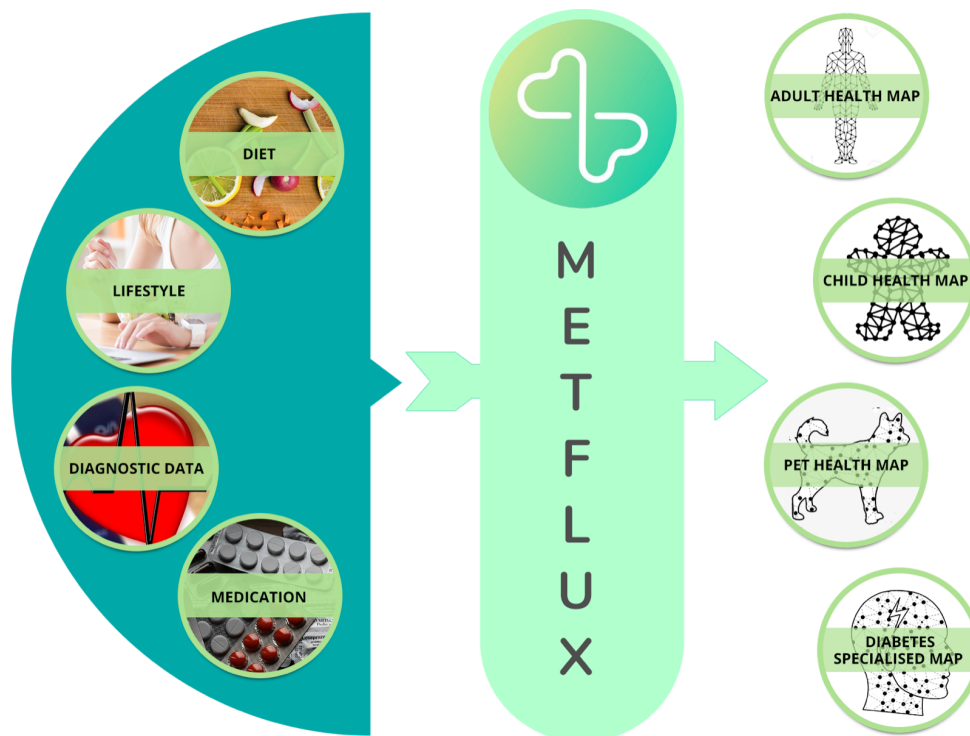 DIET
LIFESTYLE
DIAGNOSTIC DATA
MEDICATION
M
E
T
F
L
U
X
ADULT HEALTH MAP
CHILD HEALTH MAP
PET HEALTH MAP
DIABETES
SPECIALISED MAP